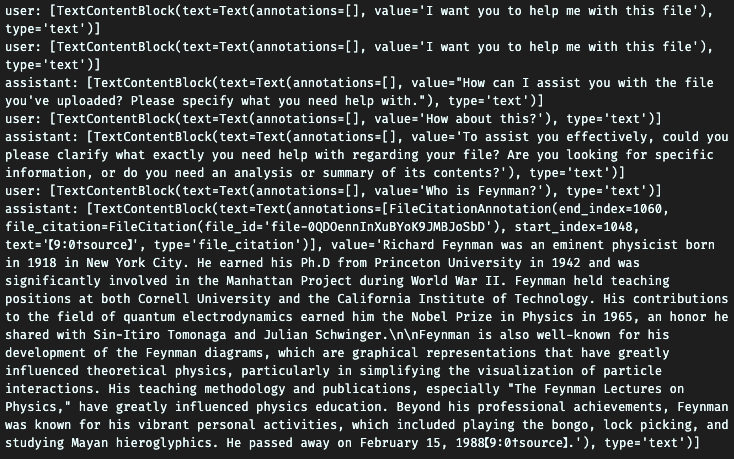 user: [TextContentBlock(text=Text(annotations=[], value='I want you to help me with this file'),
type='text')]
user: [TextContentBlock(text=Text(annotations=[], value='I want you to help me with this file'),
type='text')]
assistant: [TextContentBlock(text=Text(annotations=[], value="How can I assist you with the file
you've uploaded? Please specify what you need help with."), type='text')]
user: [TextContentBlock(text=Text(annotations=[], value='How about this?'), type='text')]
assistant: [TextContentBlock(text=Text(annotations=[], value='To assist you effectively, could you
please clarify what exactly you need help with regarding your file? Are you looking for specific
information, or do you need an analysis or summary of its contents?'), type='text')]
user: [TextContentBlock(text=Text(annotations=[], value='Who is Feynman?'), type='text')]
assistant: [TextContentBlock(text=Text(annotations=[FileCitationAnnotation(end_index=1060,
file_citation=FileCitation(file_id='file-0QDOennInXuBYoK9JMBJoSbD'), start_index=1048,
text='【9:0†source】', type='file_citation')], value='Richard Feynman was an eminent physicist born
in 1918 in New York City. He earned his Ph.D from Princeton University in 1942 and was
significantly involved in the Manhattan Project during World War II. Feynman held teaching
positions at both Cornell University and the California Institute of Technology. His contributions
to the field of quantum electrodynamics earned him the Nobel Prize in Physics in 1965, an honor he
shared with Sin-Itiro Tomonaga and Julian Schwinger.\n\nFeynman is also well-known for his
development of the Feynman diagrams, which are graphical representations that have greatly
influenced theoretical physics, particularly in simplifying the visualization of particle
interactions. His teaching methodology and publications, especially "The Feynman Lectures on
Physics," have greatly influenced physics education. Beyond his professional achievements, Feynman
was known for his vibrant personal activities, which included playing the bongo, lock picking, and
studying Mayan hieroglyphics. He passed away on February 15, 1988【9:0†source】.'), type='text')]